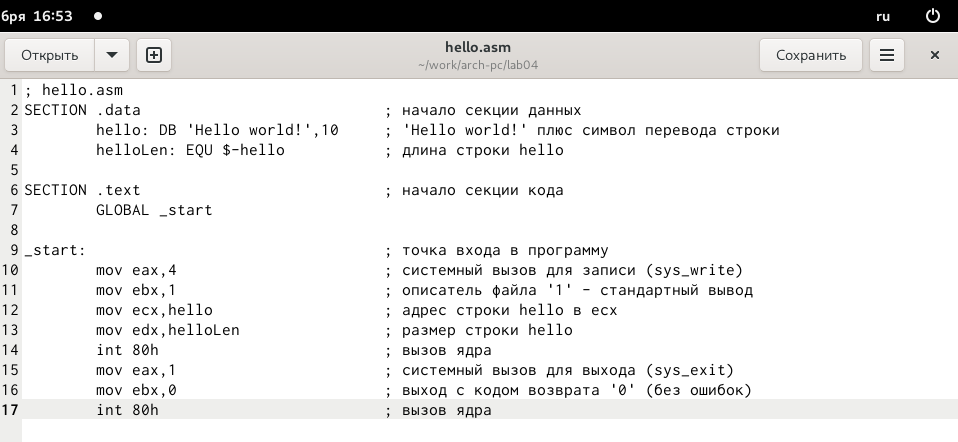 бря 16:53
ru
Открыть
hello.asm
~/work/arch-pc/lab04
Сохранить
1 ; hello.asm
2 SECTION .data ; начало секции данных
3 hello: DB 'Hello world!',10 ; 'Hello world!' плюс символ перевода строки
4 helloLen: EQU $-hello ; длина строки hello
5
6 SECTION .text ; начало секции кода
7 GLOBAL _start
8
9 _start: ; точка входа в программу
10 mov eax,4 ; системный вызов для записи (sys_write)
11 mov ebx,1 ; описатель файла '1' - стандартный вывод
12 mov ecx,hello ; адрес строки hello в ecx
13 mov edx,helloLen ; размер строки hello
14 int 80h ; вызов ядра
15 mov eax,1 ; системный вызов для выхода (sys_exit)
16 mov ebx,0 ; выход с кодом возврата '0' (без ошибок)
17 int 80h ; вызов ядра